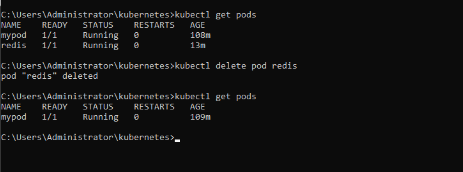 C:\Users\Administrator\kubernetes>kubectl get pods
NAME READY STATUS RESTARTS AGE
mypod 1/1 Running 0 108m
redis 1/1 Running 0 13m
C:\Users\Administrator\kubernetes>kubectl delete pod redis
pod "redis" deleted
C:\Users\Administrator\kubernetes>kubectl get pods
NAME READY STATUS RESTARTS AGE
mypod 1/1 Running 0 109m
C:\Users\Administrator\kubernetes>